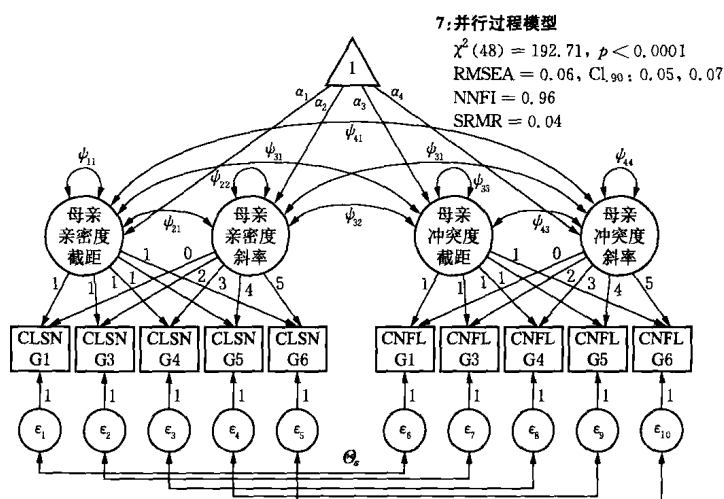 7:并行过程模型
χ²(48) = 192.71, p < 0.0001
RMSEA = 0.06, CI.₉₀: 0.05, 0.07
NNFI = 0.96
SRMR = 0.04
1
α₁ α₂ α₃ α₄
ψ₄₁
ψ₁₁ ψ₃₁ ψ₂₂ ψ₃₁ ψ₃₃ ψ₄₄
ψ₂₁ ψ₃₂ ψ₄₃
母亲 母亲 母亲 母亲
亲密度 亲密度 冲突度 冲突度
截距 斜率 截距 斜率
1 1 1 1 1 0 2 3 4 5 1 1 1 1 1 0 2 3 4 5
CLSN CLSN CLSN CLSN CLSN CNFL CNFL CNFL CNFL CNFL
G1 G3 G4 G5 G6 G1 G3 G4 G5 G6
1 1 1 1 1 1 1 1 1 1
ε₁ ε₂ ε₃ ε₄ ε₅ ε₆ ε₇ ε₈ ε₉ ε₁₀
Θε